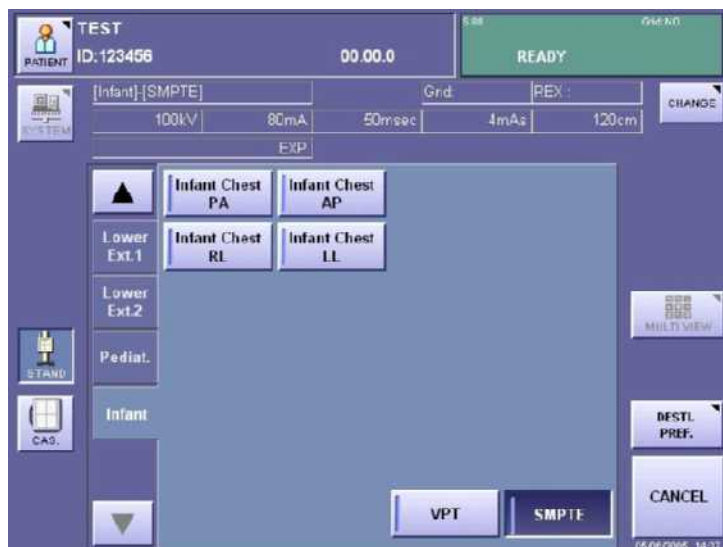 TEST
PATIENT ID:123456 00.00.0 READY
SYSTEM
[Infant]-[SMPTE] Grid: REX :
CHANGE
100kV 80mA 50msec 4mAs 120cm
EXP
Infant Chest PA
Infant Chest AP
Lower Ext.1
Infant Chest RL
Infant Chest LL
Lower Ext.2
MULTI VIEW
Pediat.
STAND
Infant
CAS.
DESTI. PREF.
VPT
SMPTE
CANCEL